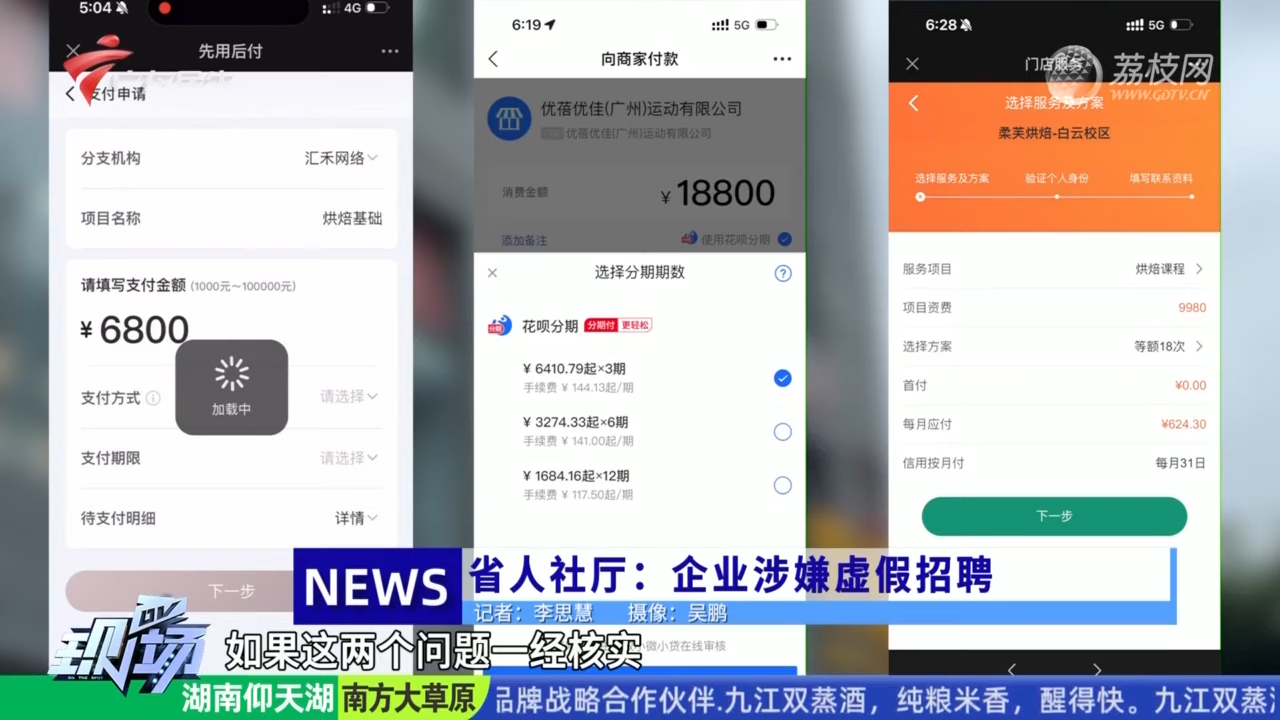 5:04
4G
先用后付
支付申请
分支机构
汇禾网络
项目名称
烘焙基础
请填写支付金额 (1000元~100000元)
¥ 6800
加载中
支付方式
请选择
支付期限
请选择
待支付明细
详情
下一步
6:19
5G
向商家付款
优蓓优佳(广州)运动有限公司
优蓓优佳(广州)运动有限公司
消费金额
¥ 18800
添加备注
使用花呗分期
选择分期期数
花呗分期 分期付 更轻松
¥ 6410.79起×3期
手续费 ¥ 144.13起/期
¥ 3274.33起×6期
手续费 ¥ 141.00起/期
¥ 1684.16起×12期
手续费 ¥ 117.50起/期
小微小贷在线审核
6:28
5G
门店服务
荔枝网
WWW.GDTV.CN
选择服务及方案
柔芙烘焙-白云校区
选择服务及方案
验证个人身份
填写联系资料
服务项目
烘焙课程
项目资费
9980
选择方案
等额18次
首付
¥0.00
每月应付
¥624.30
信用按月付
每月31日
下一步
NEWS
省人社厅：企业涉嫌虚假招聘
记者：李思慧 摄像：吴鹏
DV现场
ON THE SPOT
如果这两个问题一经核实
湖南仰天湖 南方大草原
品牌战略合作伙伴.九江双蒸酒，纯粮米香，醒得快。九江双蒸酒